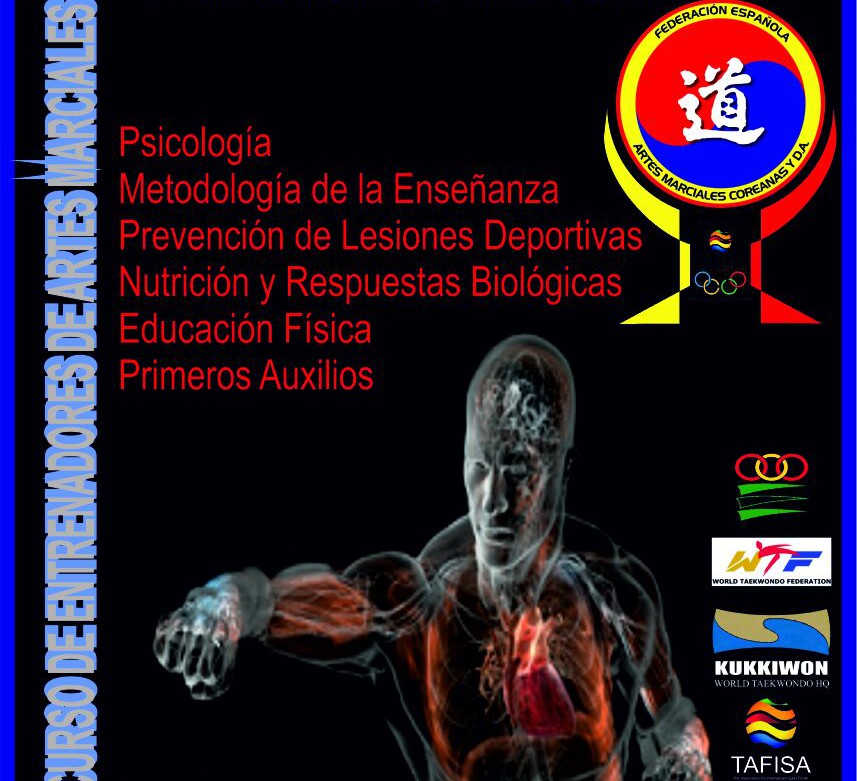 CURSO DE ENTRENADORES DE ARTES MARCIALES
FEDERACIÓN ESPAÑOLA
道
ARTES MARCIALES COREANAS Y D.A.
Psicología
Metodología de la Enseñanza
Prevención de Lesiones Deportivas
Nutrición y Respuestas Biológicas
Educación Física
Primeros Auxilios
WTF
WORLD TAEKWONDO FEDERATION
KUKKIWON
WORLD TAEKWONDO HQ
TAFISA